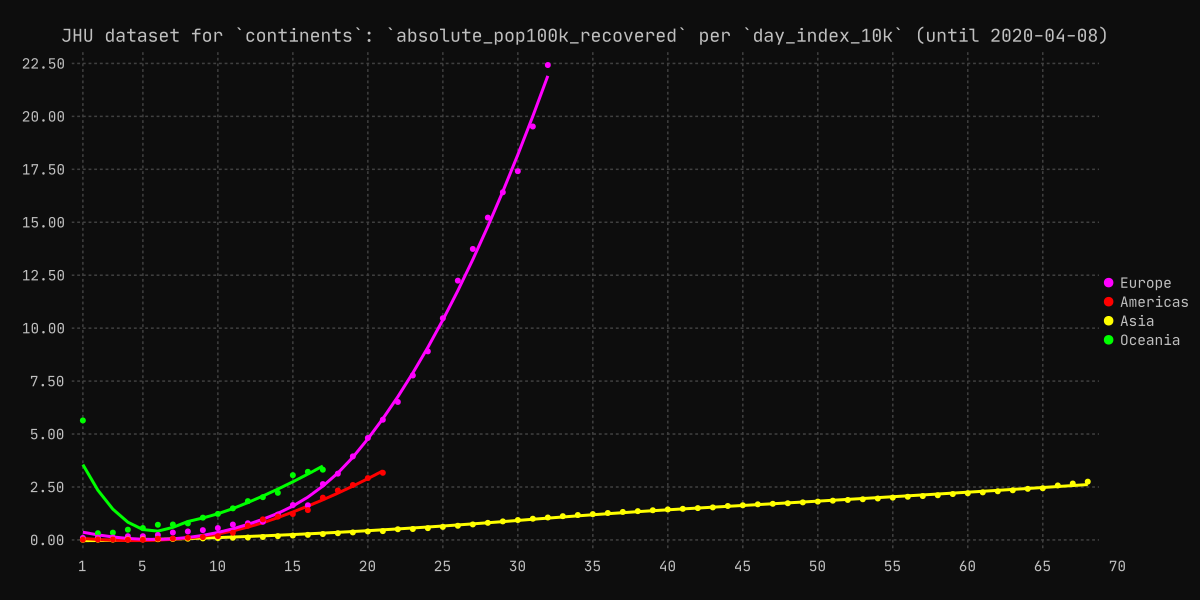 JHU dataset for `continents`: `absolute_pop100k_recovered` per `day_index_10k` (until 2020-04-08)
22.50
20.00
17.50
15.00
12.50
10.00
7.50
5.00
2.50
0.00
1 5 10 15 20 25 30 35 40 45 50 55 60 65 70
Europe
Americas
Asia
Oceania